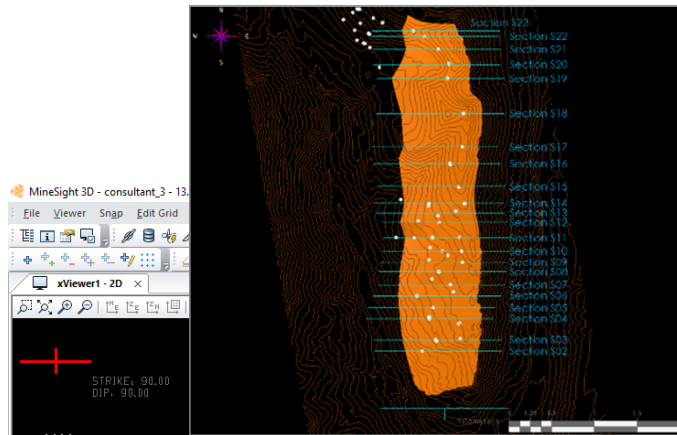 Section S23
Section S22
Section S21
Section S20
Section S19
Section S18
Section S17
Section S16
Section S15
Section S14
Section S13
Section S12
Section S11
Section S10
Section S09
Section S08
Section S07
Section S06
Section S05
Section S04
Section S03
Section S02
N
W
E
S
MineSight 3D - consultant_3 - 13.
File Viewer Snap Edit Grid
xViewer1 - 2D
STRIKE: 90.00
DIP: 90.00
Kilometers